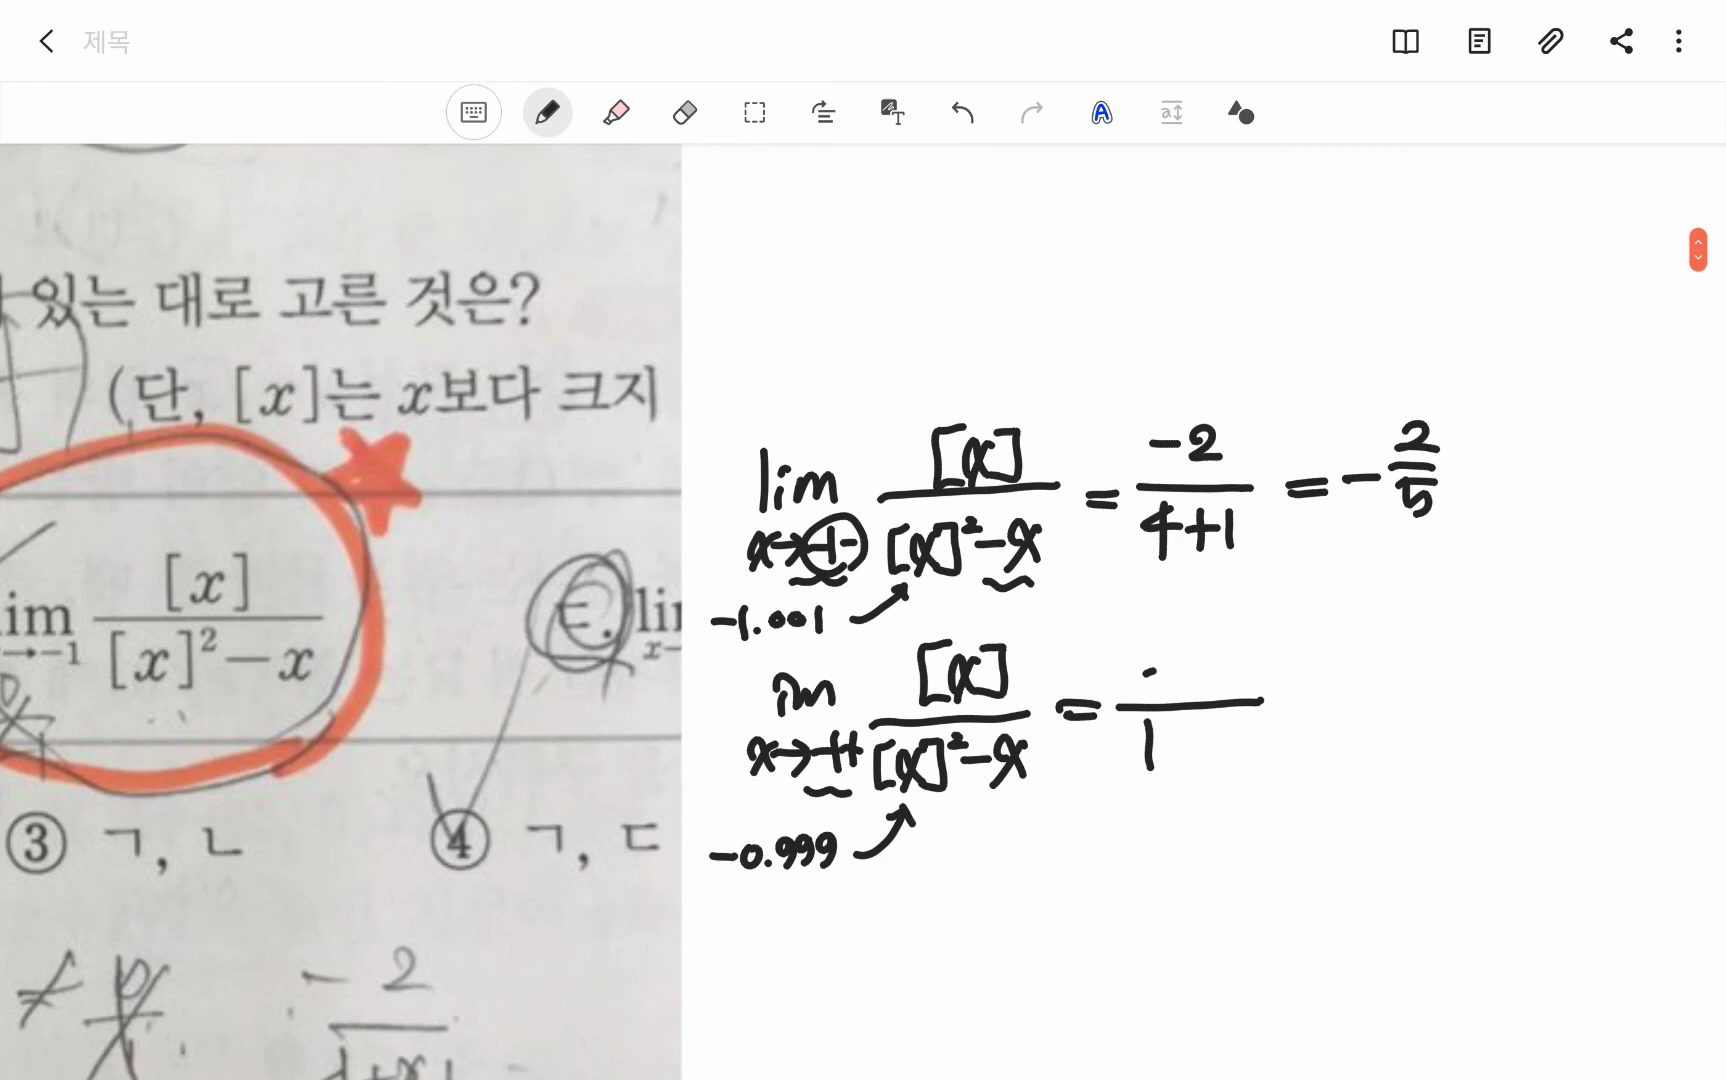 제목
있는 대로 고른 것은?
(단, [x]는 x보다 크지
lim x→-1 [x] / [x]²-x
ㄷ. lim x→
③ ㄱ, ㄴ
④ ㄱ, ㄷ
-2
lim x→-1- [x] / [x]²-x = -2 / 4+1 = -2/5
-1.001
lim x→-1+ [x] / [x]²-x = 1
-0.999